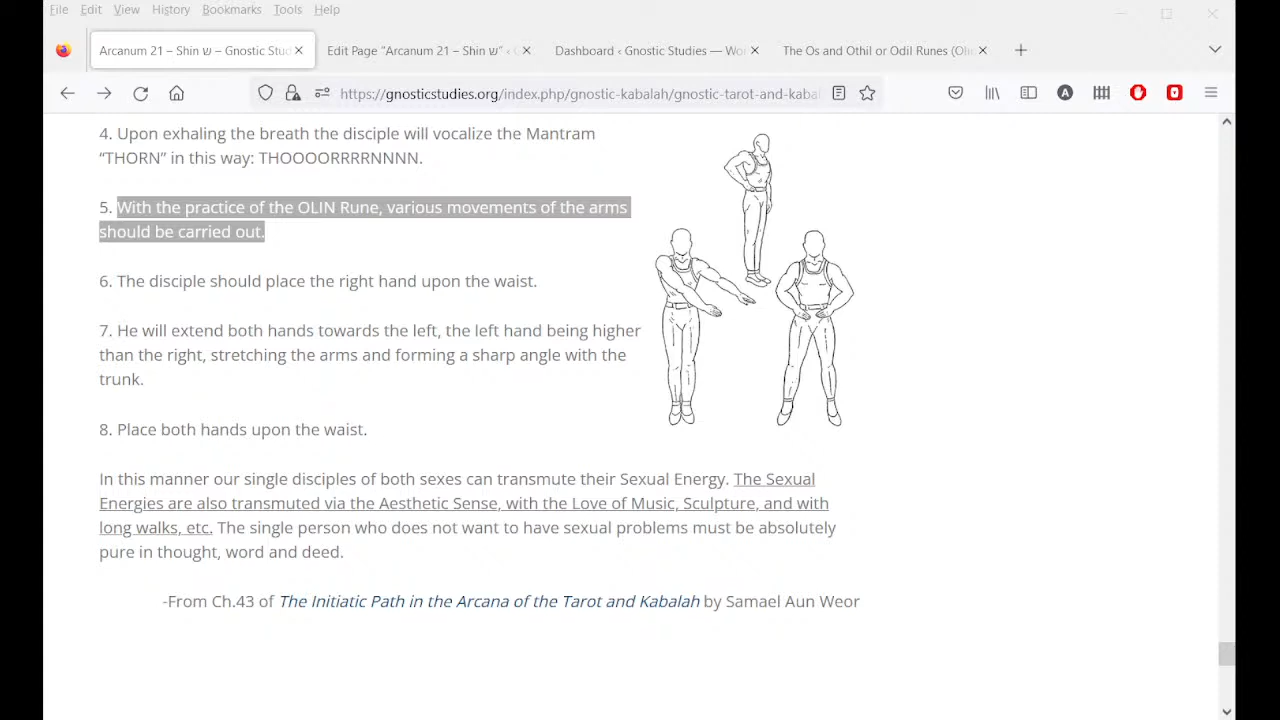 File Edit View History Bookmarks Tools Help
Arcanum 21 – Shin ש – Gnostic Stud Edit Page "Arcanum 21 – Shin ש" ‹ G Dashboard ‹ Gnostic Studies — Wor The Os and Othil or Odil Runes (Olin
https://gnosticstudies.org/index.php/gnostic-kabalah/gnostic-tarot-and-kabal
4. Upon exhaling the breath the disciple will vocalize the Mantram
“THORN” in this way: THOOOORRRRNNNN.
5. With the practice of the OLIN Rune, various movements of the arms
should be carried out.
6. The disciple should place the right hand upon the waist.
7. He will extend both hands towards the left, the left hand being higher
than the right, stretching the arms and forming a sharp angle with the
trunk.
8. Place both hands upon the waist.
In this manner our single disciples of both sexes can transmute their Sexual Energy. The Sexual
Energies are also transmuted via the Aesthetic Sense, with the Love of Music, Sculpture, and with
long walks, etc. The single person who does not want to have sexual problems must be absolutely
pure in thought, word and deed.
-From Ch.43 of The Initiatic Path in the Arcana of the Tarot and Kabalah by Samael Aun Weor